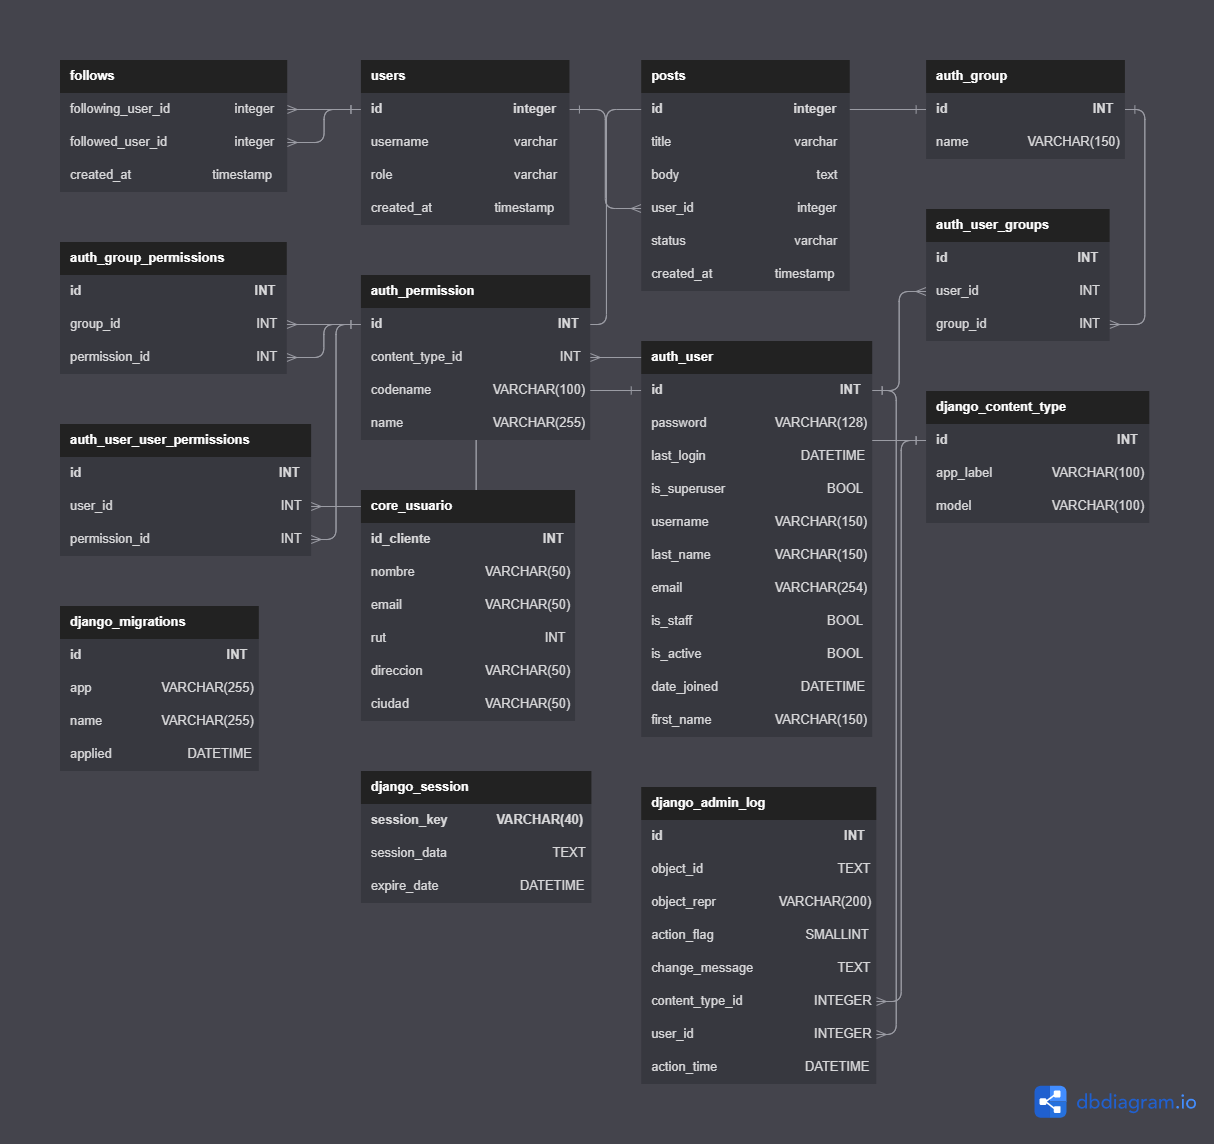 follows
following_user_id integer
followed_user_id integer
created_at timestamp
users
id integer
username varchar
role varchar
created_at timestamp
posts
id integer
title varchar
body text
user_id integer
status varchar
created_at timestamp
auth_group
id INT
name VARCHAR(150)
auth_group_permissions
id INT
group_id INT
permission_id INT
auth_permission
id INT
content_type_id INT
codename VARCHAR(100)
name VARCHAR(255)
auth_user_groups
id INT
user_id INT
group_id INT
auth_user
id INT
password VARCHAR(128)
last_login DATETIME
is_superuser BOOL
username VARCHAR(150)
last_name VARCHAR(150)
email VARCHAR(254)
is_staff BOOL
is_active BOOL
date_joined DATETIME
first_name VARCHAR(150)
django_content_type
id INT
app_label VARCHAR(100)
model VARCHAR(100)
auth_user_user_permissions
id INT
user_id INT
permission_id INT
core_usuario
id_cliente INT
nombre VARCHAR(50)
email VARCHAR(50)
rut INT
direccion VARCHAR(50)
ciudad VARCHAR(50)
django_migrations
id INT
app VARCHAR(255)
name VARCHAR(255)
applied DATETIME
django_session
session_key VARCHAR(40)
session_data TEXT
expire_date DATETIME
django_admin_log
id INT
object_id TEXT
object_repr VARCHAR(200)
action_flag SMALLINT
change_message TEXT
content_type_id INTEGER
user_id INTEGER
action_time DATETIME
dbdiagram.io